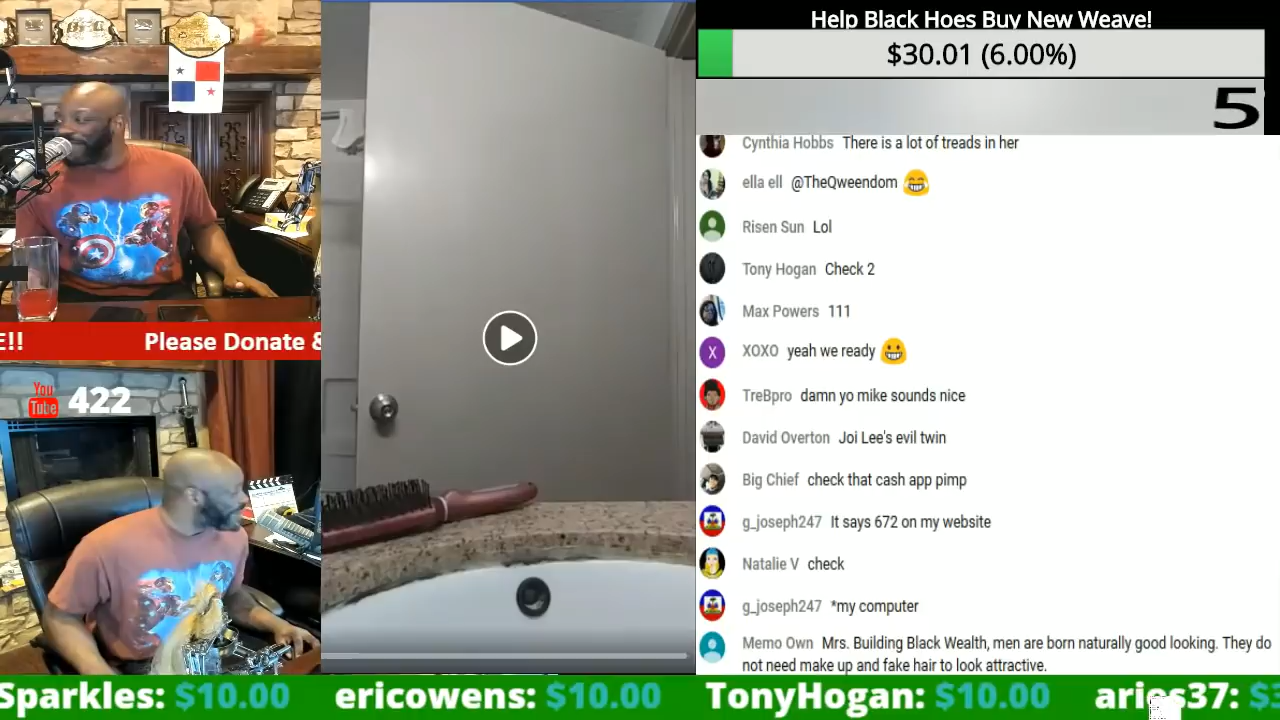 Help Black Hoes Buy New Weave!
$30.01 (6.00%)
5
Cynthia Hobbs There is a lot of treads in her
ella ell @TheQweendom
Risen Sun Lol
Tony Hogan Check 2
Max Powers 111
X XOXO yeah we ready
TreBpro damn yo mike sounds nice
David Overton Joi Lee's evil twin
Big Chief check that cash app pimp
g_joseph247 It says 672 on my website
Natalie V check
g_joseph247 *my computer
Memo Own Mrs. Building Black Wealth, men are born naturally good looking. They do
not need make up and fake hair to look attractive.
E!! Please Donate &
You
Tube 422
Sparkles: $10.00 ericowens: $10.00 TonyHogan: $10.00 aries37: $